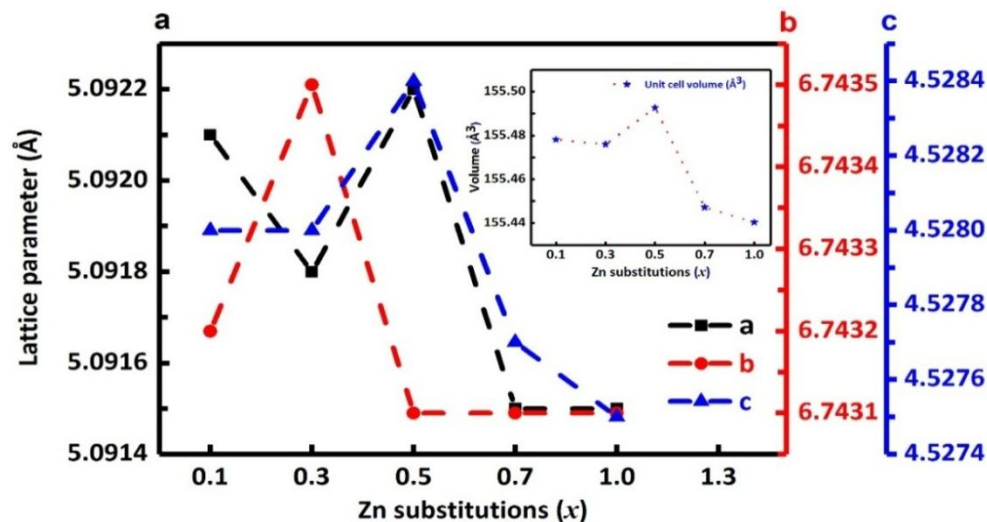 a
b
c
5.0922
5.0920
5.0918
5.0916
5.0914
Lattice parameter (Å)
0.1
0.3
0.5
0.7
1.0
1.3
Zn substitutions (x)
6.7435
6.7434
6.7433
6.7432
6.7431
4.5284
4.5282
4.5280
4.5278
4.5276
4.5274
155.50
155.48
155.46
155.44
Volume (Å³)
Unit cell volume (Å³)
0.1
0.3
0.5
0.7
1.0
Zn substitutions (x)
a
b
c